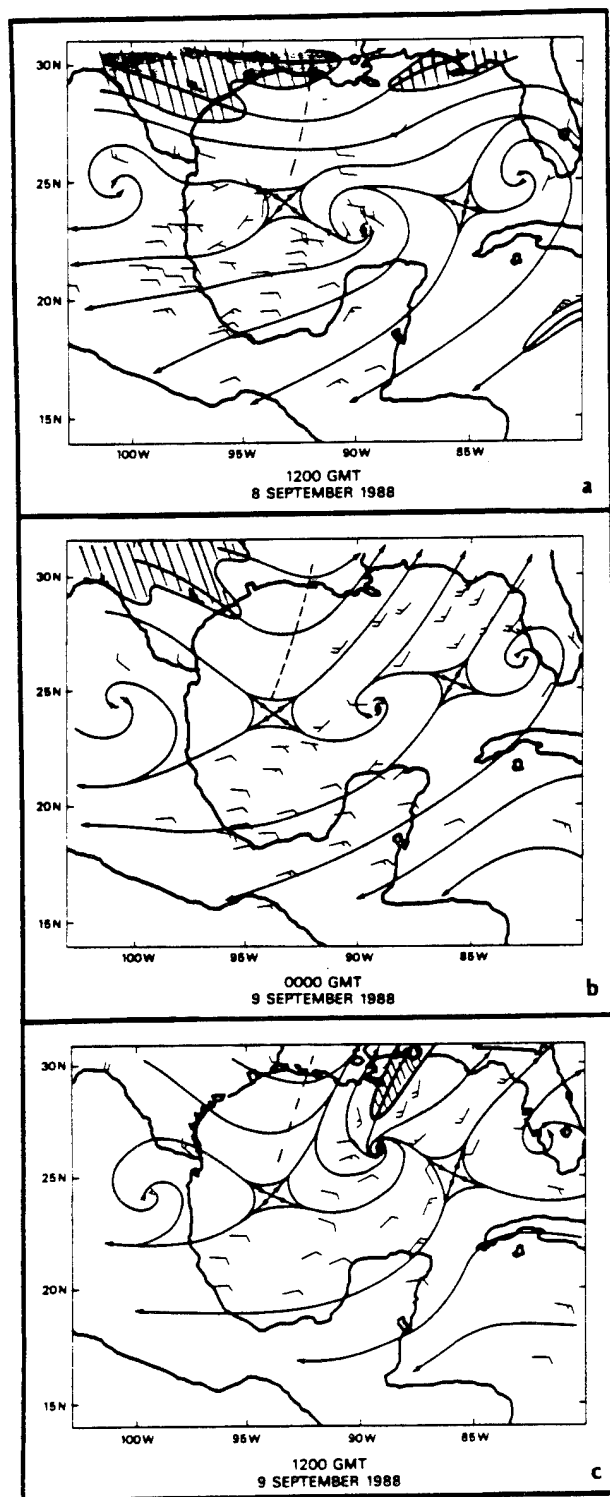 30N
25N
20N
15N
100W 95W 90W 85W
1200 GMT
8 SEPTEMBER 1988
a
30N
25N
20N
15N
100W 95W 90W 85W
0000 GMT
9 SEPTEMBER 1988
b
30N
25N
20N
15N
100W 95W 90W 85W
1200 GMT
9 SEPTEMBER 1988
c